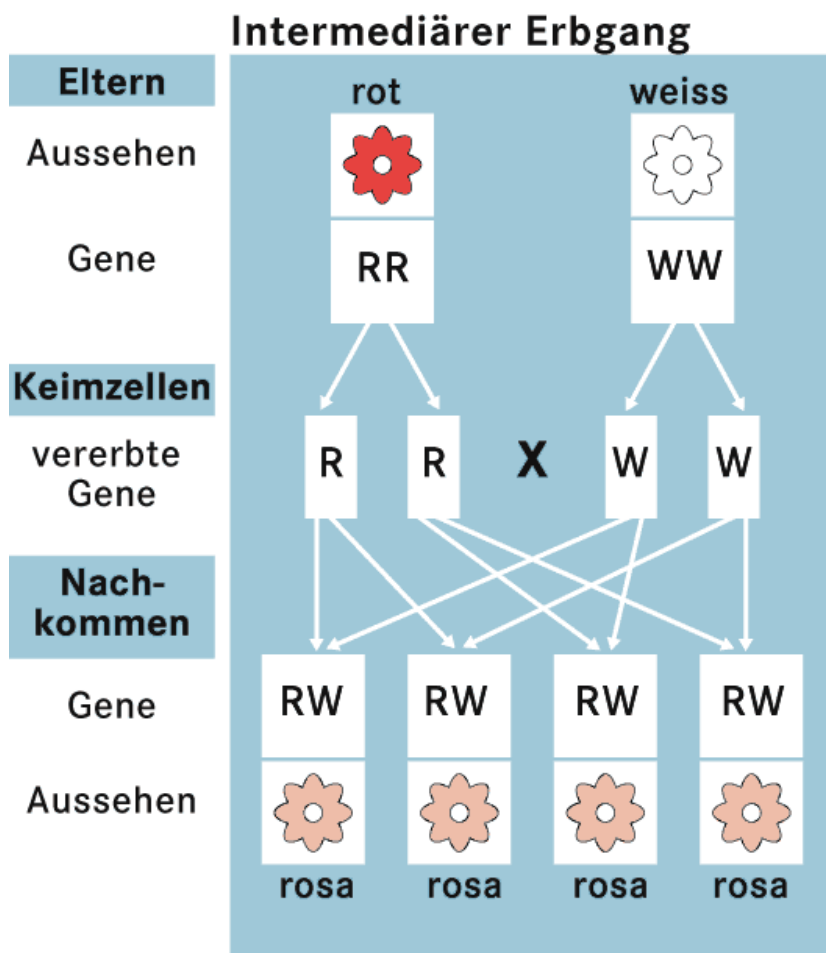 Intermediärer Erbgang
Eltern
rot weiss
Aussehen
Gene RR WW
Keimzellen
vererbte
Gene
R R X W W
Nach-
kommen
Gene RW RW RW RW
Aussehen
rosa rosa rosa rosa